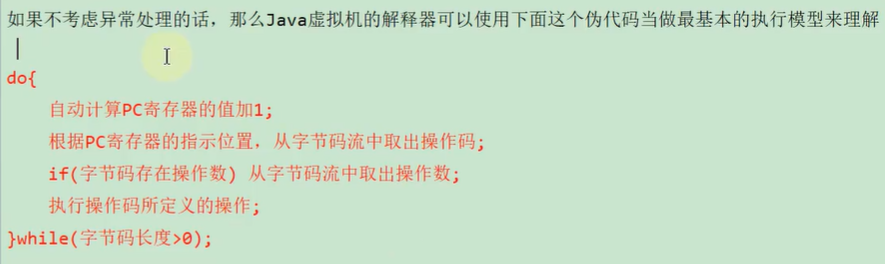 如果不考虑异常处理的话，那么Java虚拟机的解释器可以使用下面这个伪代码当做最基本的执行模型来理解
do{
自动计算PC寄存器的值加1;
根据PC寄存器的指示位置，从字节码流中取出操作码;
if(字节码存在操作数) 从字节码流中取出操作数;
执行操作码所定义的操作;
}while(字节码长度>0);